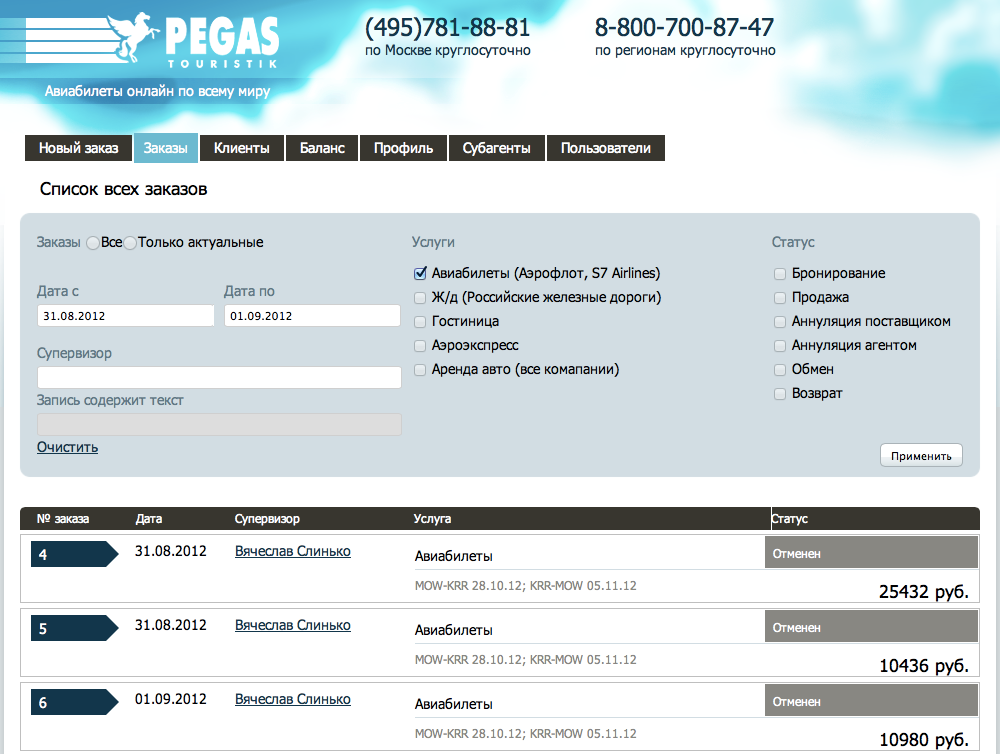 PEGAS
TOURISTIK
(495)781-88-81
по Москве круглосуточно
8-800-700-87-47
по регионам круглосуточно
Авиабилеты онлайн по всему миру
Новый заказ Заказы Клиенты Баланс Профиль Субагенты Пользователи
Список всех заказов
Заказы Все Только актуальные
Дата с Дата по
31.08.2012 01.09.2012
Супервизор
Запись содержит текст
Очистить
Услуги
Авиабилеты (Аэрофлот, S7 Airlines)
Ж/д (Российские железные дороги)
Гостиница
Аэроэкспресс
Аренда авто (все комапании)
Статус
Бронирование
Продажа
Аннуляция поставщиком
Аннуляция агентом
Обмен
Возврат
Применить
№ заказа Дата Супервизор Услуга Статус
4 31.08.2012 Вячеслав Слинько Авиабилеты Отменен
MOW-KRR 28.10.12; KRR-MOW 05.11.12 25432 руб.
5 31.08.2012 Вячеслав Слинько Авиабилеты Отменен
MOW-KRR 28.10.12; KRR-MOW 05.11.12 10436 руб.
6 01.09.2012 Вячеслав Слинько Авиабилеты Отменен
MOW-KRR 28.10.12; KRR-MOW 05.11.12 10980 руб.